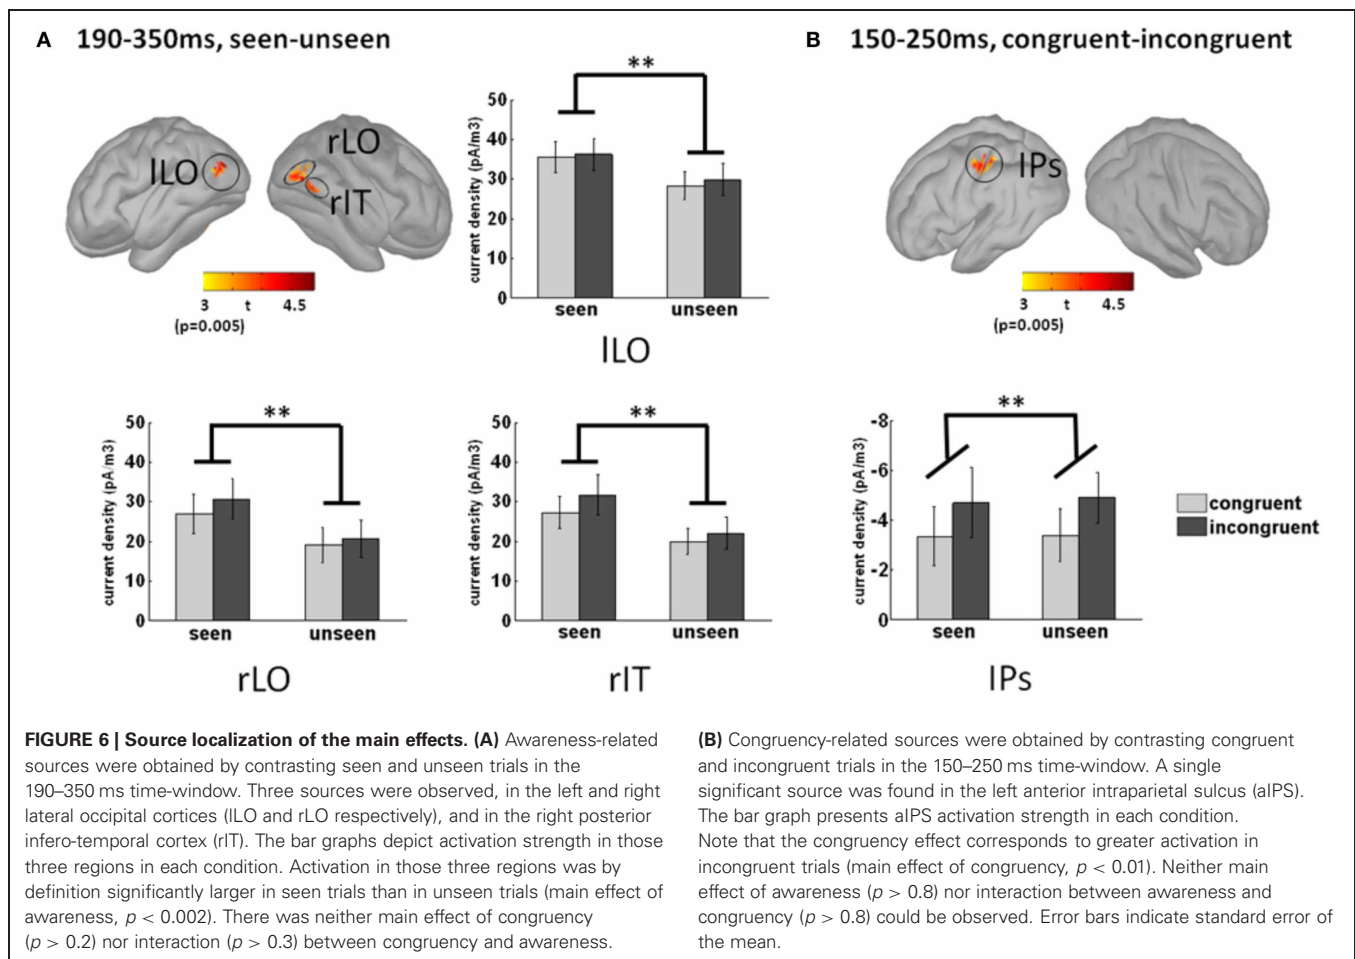 A 190-350ms, seen-unseen
lLO
rLO
rIT
3 t 4.5
(p=0.005)
**
current density (pA/m3)
50
40
30
20
10
0
seen unseen
lLO
B 150-250ms, congruent-incongruent
lPs
3 t 4.5
(p=0.005)
**
current density (pA/m3)
50
40
30
20
10
0
seen unseen
rLO
**
current density (pA/m3)
50
40
30
20
10
0
seen unseen
rIT
**
current density (pA/m3)
-8
-6
-4
-2
0
seen unseen
lPs
congruent
incongruent
FIGURE 6 | Source localization of the main effects. (A) Awareness-related
sources were obtained by contrasting seen and unseen trials in the
190–350 ms time-window. Three sources were observed, in the left and right
lateral occipital cortices (lLO and rLO respectively), and in the right posterior
infero-temporal cortex (rIT). The bar graphs depict activation strength in those
three regions in each condition. Activation in those three regions was by
definition significantly larger in seen trials than in unseen trials (main effect of
awareness, p < 0.002). There was neither main effect of congruency
(p > 0.2) nor interaction (p > 0.3) between congruency and awareness.
(B) Congruency-related sources were obtained by contrasting congruent
and incongruent trials in the 150–250 ms time-window. A single
significant source was found in the left anterior intraparietal sulcus (aIPS).
The bar graph presents aIPS activation strength in each condition.
Note that the congruency effect corresponds to greater activation in
incongruent trials (main effect of congruency, p < 0.01). Neither main
effect of awareness (p > 0.8) nor interaction between awareness and
congruency (p > 0.8) could be observed. Error bars indicate standard error of
the mean.